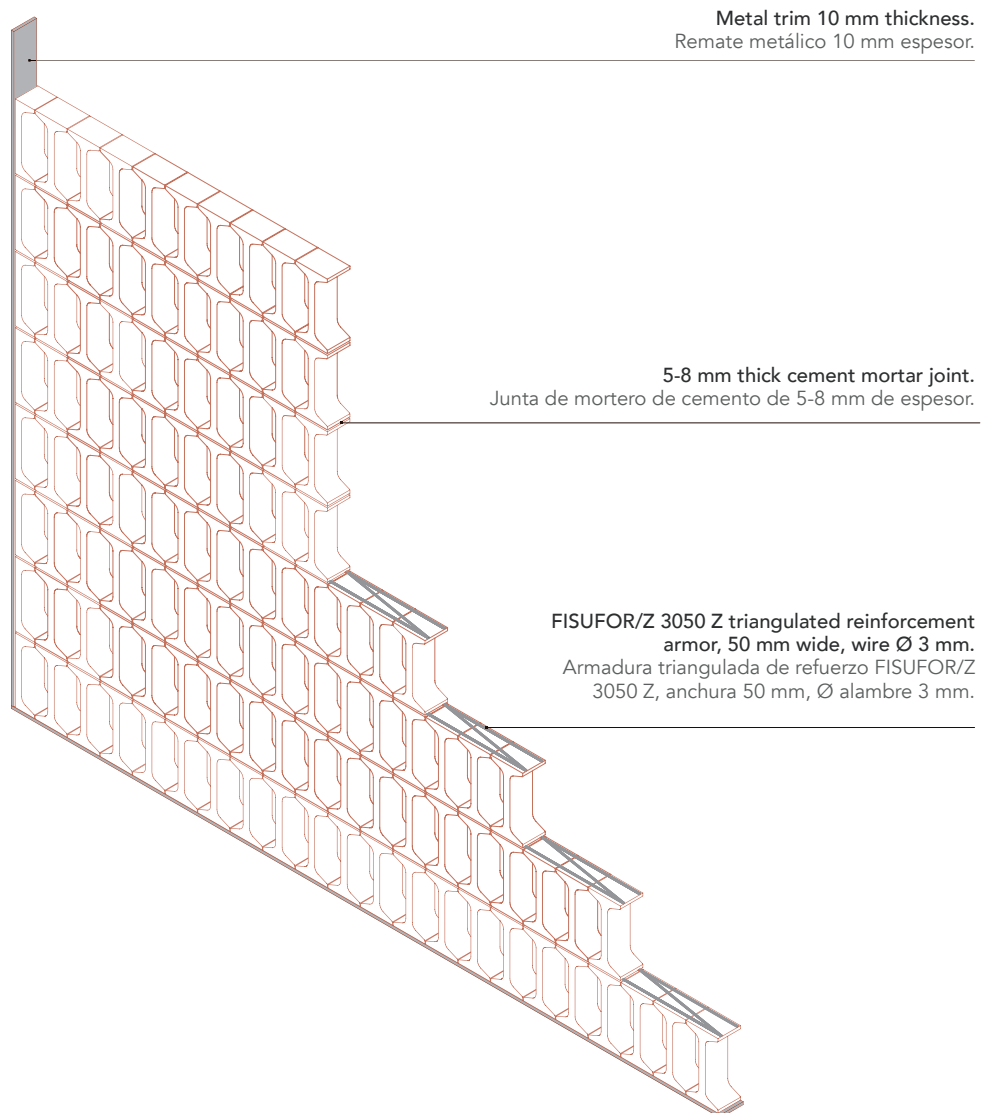 Metal trim 10 mm thickness.
Remate metálico 10 mm espesor.
5-8 mm thick cement mortar joint.
Junta de mortero de cemento de 5-8 mm de espesor.
FISUFOR/Z 3050 Z triangulated reinforcement
armor, 50 mm wide, wire Ø 3 mm.
Armadura triangulada de refuerzo FISUFOR/Z
3050 Z, anchura 50 mm, Ø alambre 3 mm.